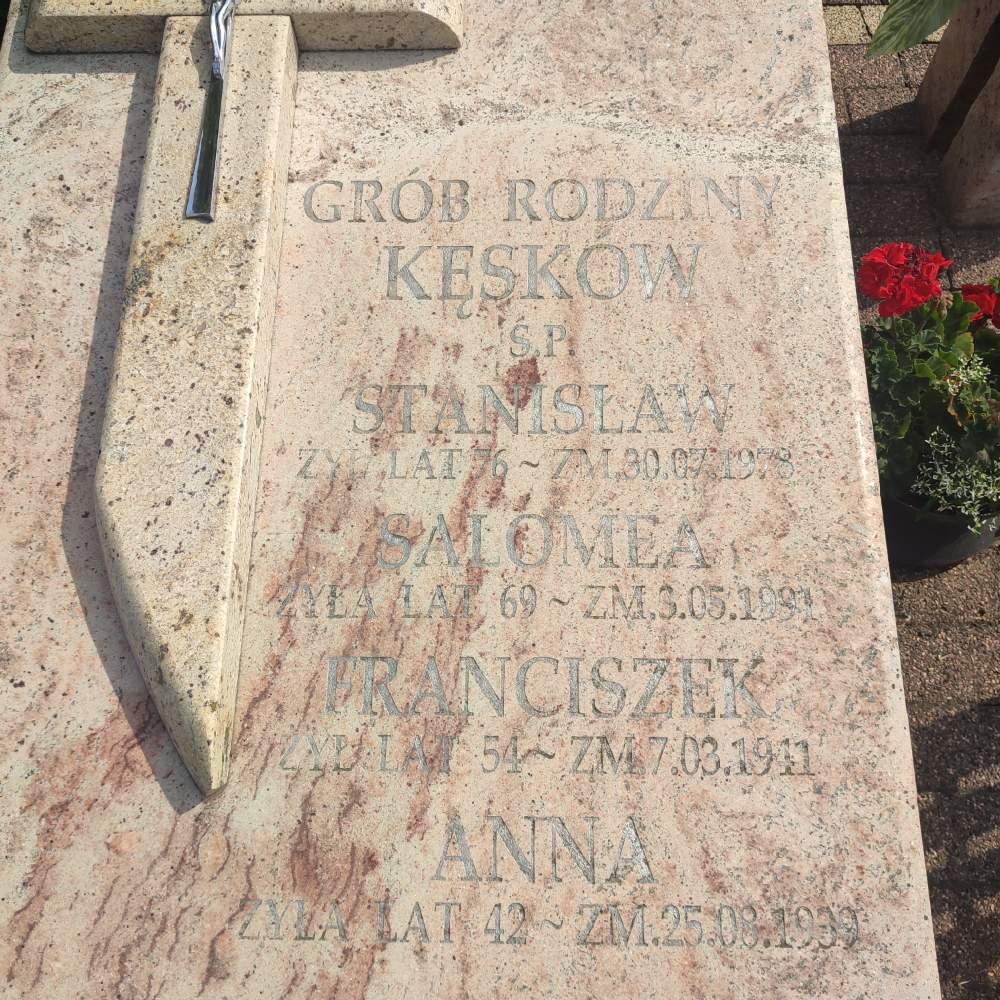 GRÓB RODZINY
KĘSKÓW
Ś.P.
STANISŁAW
ŻYŁ LAT 76 ~ ZM.30.07.1978
SALOMEA
ŻYŁA LAT 69 ~ ZM.3.05.1991
FRANCISZEK
ŻYŁ LAT 54 ~ ZM.7.03.1941
ANNA
ŻYŁA LAT 42 ~ ZM.25.08.1939